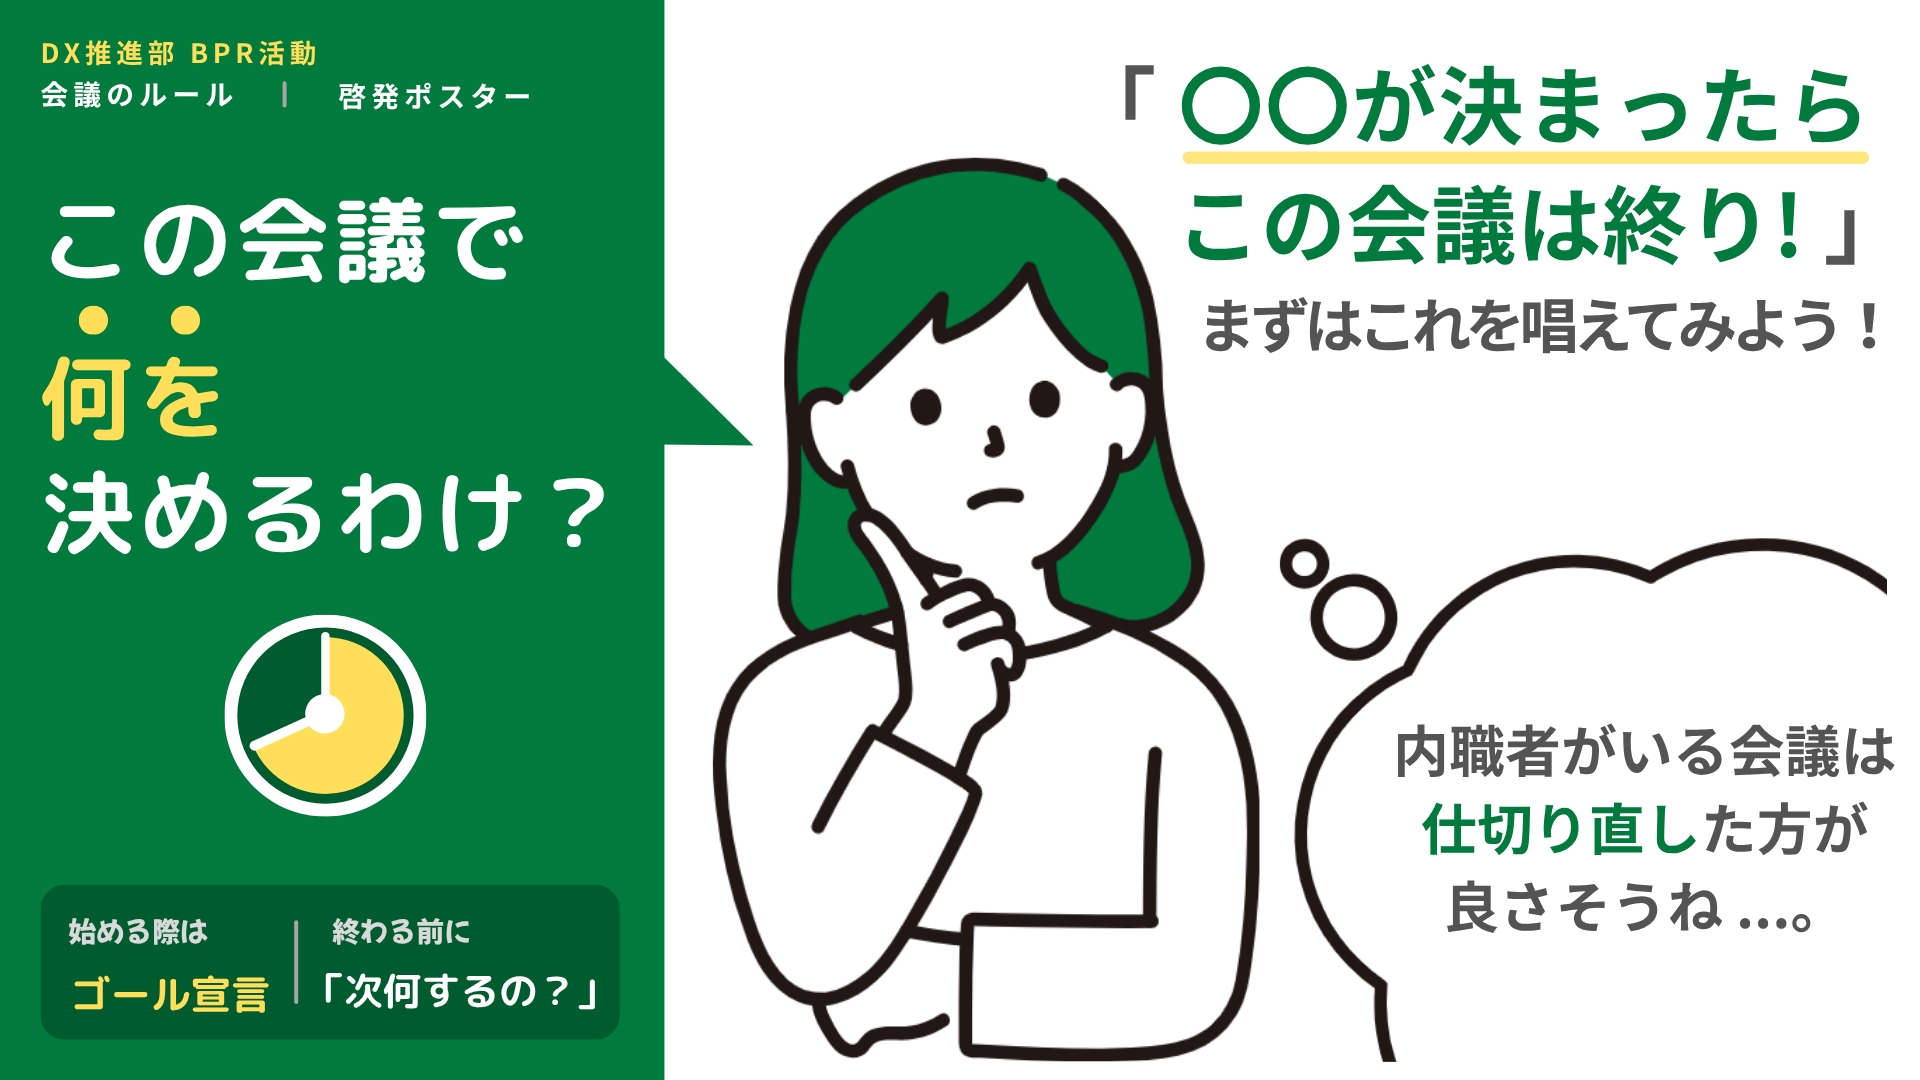 DX推進部 BPR活動
会議のルール | 啓発ポスター
この会議で
何を
決めるわけ？
始める際は
ゴール宣言
終わる前に
「次何するの？」
「〇〇が決まったら
この会議は終り!」
まずはこれを唱えてみよう！
内職者がいる会議は
仕切り直した方が
良さそうね…。